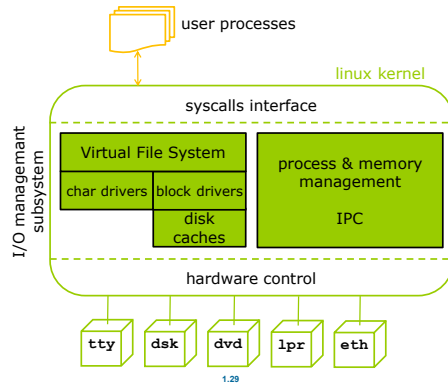 user processes
linux kernel
syscalls interface
I/O management
subsystem
Virtual File System
char drivers
block drivers
disk
caches
process & memory
management
IPC
hardware control
tty
dsk
dvd
lpr
eth
1.29